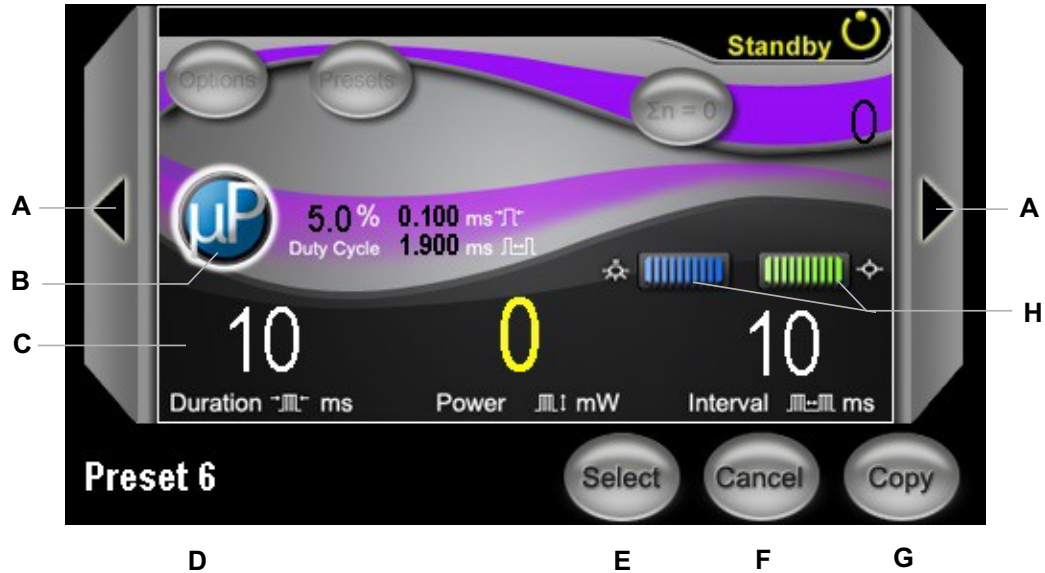 Standby
Options Presets Σn = 0 0
A A
µP 5.0% 0.100 ms
Duty Cycle 1.900 ms
B
H
C 10 0 10
Duration ms Power mW Interval ms
Preset 6 Select Cancel Copy
D E F G